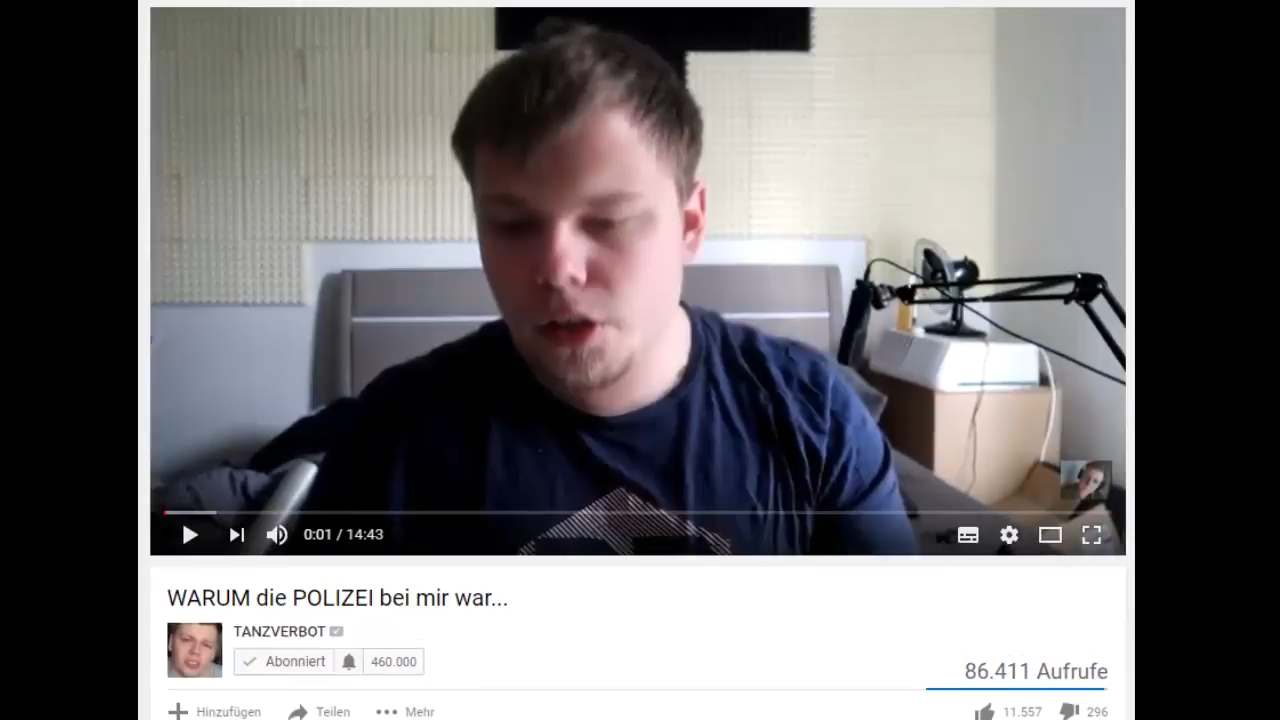 0:01 / 14:43
WARUM die POLIZEI bei mir war...
TANZVERBOT
Abonniert 460.000
86.411 Aufrufe
Hinzufügen Teilen Mehr 11.557 296